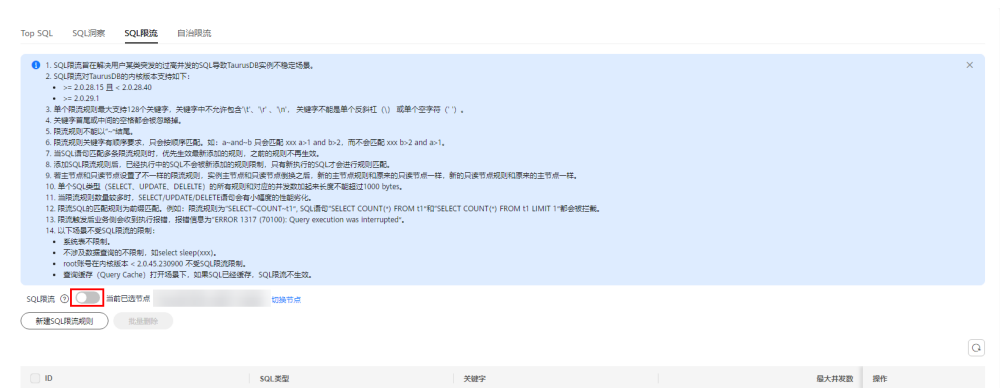 Top SQL SQL洞察 SQL限流 自治限流
1. SQL限流旨在解决用户某类突发的过高并发的SQL导致TaurusDB实例不稳定场景。
2. SQL限流对TaurusDB的内核版本支持如下：
• >= 2.0.28.15 且 < 2.0.28.40
• >= 2.0.29.1
3. 单个限流规则最大支持128个关键字，关键字中不允许包含'\t'、'\r' 、'\n'， 关键字不能是单个反斜杠（\） 或单个空字符（' '）。
4. 关键字首尾或中间的空格都会被忽略掉。
5. 限流规则不能以"~"结尾。
6. 限流规则关键字有顺序要求，只会按顺序匹配。如：a~and~b 只会匹配 xxx a>1 and b>2，而不会匹配 xxx b>2 and a>1。
7. 当SQL语句匹配多条限流规则时，优先生效最新添加的规则，之前的规则不再生效。
8. 添加SQL限流规则后，已经执行中的SQL不会被新添加的规则限制，只有新执行的SQL才会进行规则匹配。
9. 若主节点和只读节点设置了不一样的限流规则，实例主节点和只读节点倒换之后，新的主节点规则和原来的只读节点一样，新的只读节点规则和原来的主节点一样。
10. 单个SQL类型（SELECT、UPDATE、DELELTE）的所有规则和对应的并发数加起来长度不能超过1000 bytes。
11. 当限流规则数量较多时，SELECT/UPDATE/DELETE语句会有小幅度的性能劣化。
12. 限流SQL的匹配规则为前缀匹配。例如：限流规则为"SELECT~COUNT~t1", SQL语句"SELECT COUNT(*) FROM t1"和"SELECT COUNT(*) FROM t1 LIMIT 1"都会被拦截。
13. 限流触发后业务侧会收到执行报错，报错信息为"ERROR 1317 (70100): Query execution was interrupted"。
14. 以下场景不受SQL限流的限制：
• 系统表不限制。
• 不涉及数据查询的不限制，如select sleep(xxx)。
• root账号在内核版本 < 2.0.45.230900 不受SQL限流限制。
• 查询缓存（Query Cache）打开场景下，如果SQL已经缓存，SQL限流不生效。
SQL限流 当前已选节点 切换节点
新建SQL限流规则 批量删除
ID SQL类型 关键字 最大并发数 操作